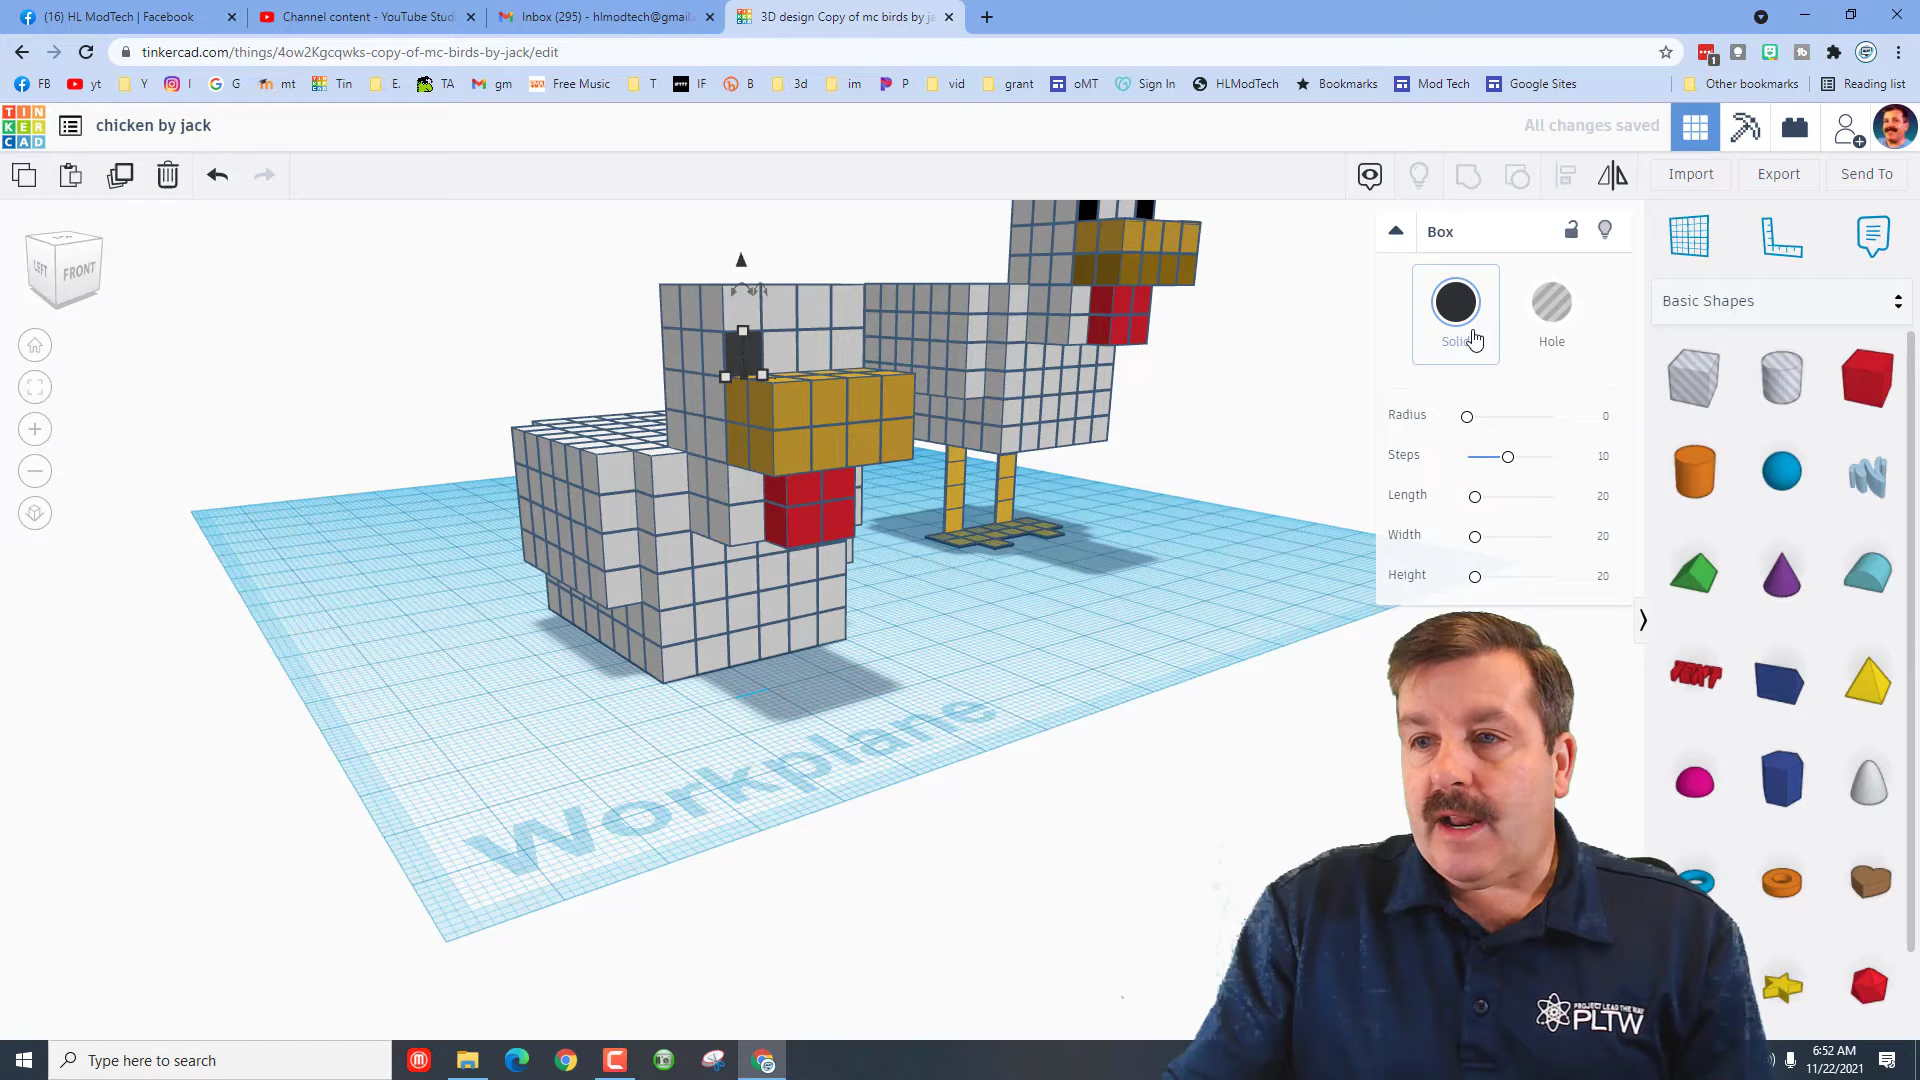 (16) HL ModTech | Facebook
Channel content - YouTube Stud
Inbox (295) - hlmodtech@gmail.
3D design Copy of mc birds by ja
tinkercad.com/things/4ow2Kgcqwks-copy-of-mc-birds-by-jack/edit
FB
yt
Y
I
G
mt
Tin
E.
TA
gm
Free Music
T
IF
B
3d
im
P
vid
grant
oMT
Sign In
HLModTech
Bookmarks
Mod Tech
Google Sites
Other bookmarks
Reading list
TIN
KER
CAD
chicken by jack
All changes saved
Import
Export
Send To
LEFT
FRONT
Box
Solid
Hole
Radius 0
Steps 10
Length 20
Width 20
Height 20
Basic Shapes
TEXT
Workplane
PROJECT LEAD THE WAY
PLTW
Type here to search
6:52 AM
11/22/2021